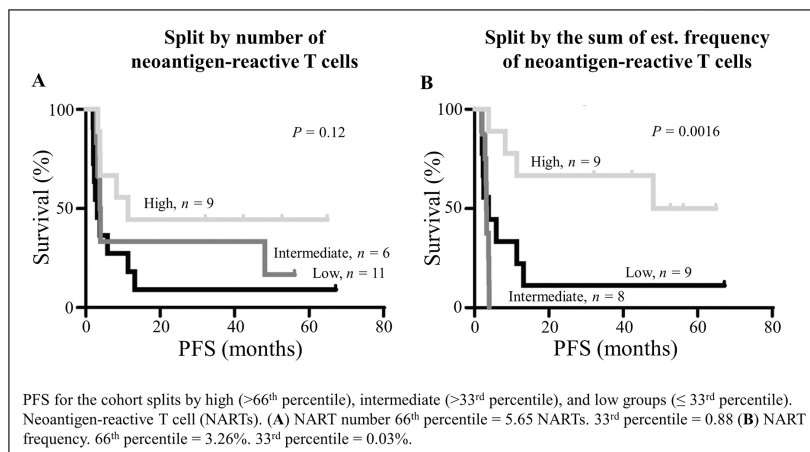 Split by number of
neoantigen-reactive T cells
A
100
50
0
Survival (%)
P = 0.12
High, n = 9
Intermediate, n = 6
Low, n = 11
0 20 40 60 80
PFS (months)
Split by the sum of est. frequency
of neoantigen-reactive T cells
B
100
50
0
Survival (%)
P = 0.0016
High, n = 9
Low, n = 9
Intermediate, n = 8
0 20 40 60 80
PFS (months)
PFS for the cohort splits by high (>66th percentile), intermediate (>33rd percentile), and low groups (≤ 33rd percentile).
Neoantigen-reactive T cell (NARTs). (A) NART number 66th percentile = 5.65 NARTs. 33rd percentile = 0.88 (B) NART
frequency. 66th percentile = 3.26%. 33rd percentile = 0.03%.